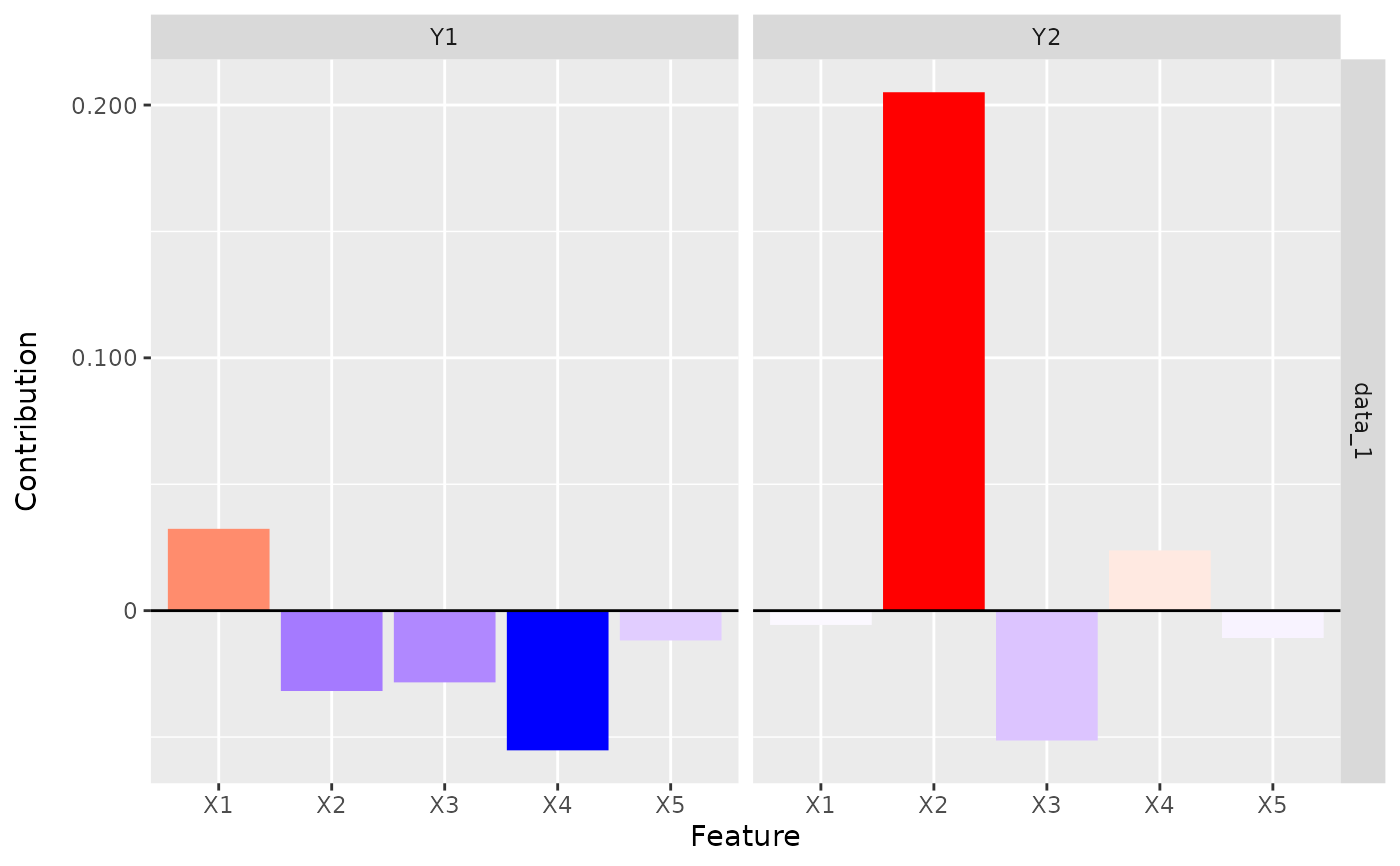 Y1
Y2
0.200
0.100
0
Contribution
data_1
X1 X2 X3 X4 X5
X1 X2 X3 X4 X5
Feature